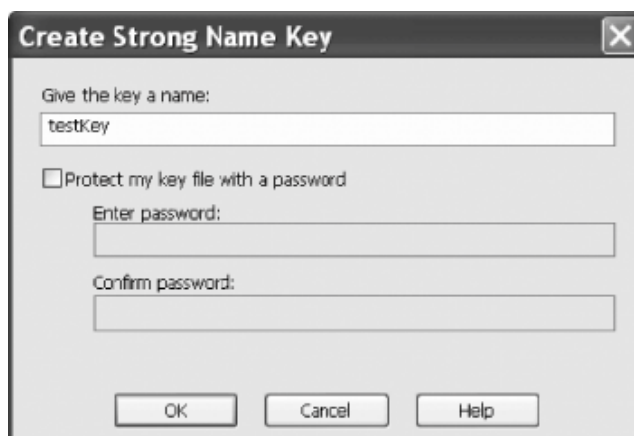 Create Strong Name Key
Give the key a name:
testKey
Protect my key file with a password
Enter password:
Confirm password:
OK Cancel Help